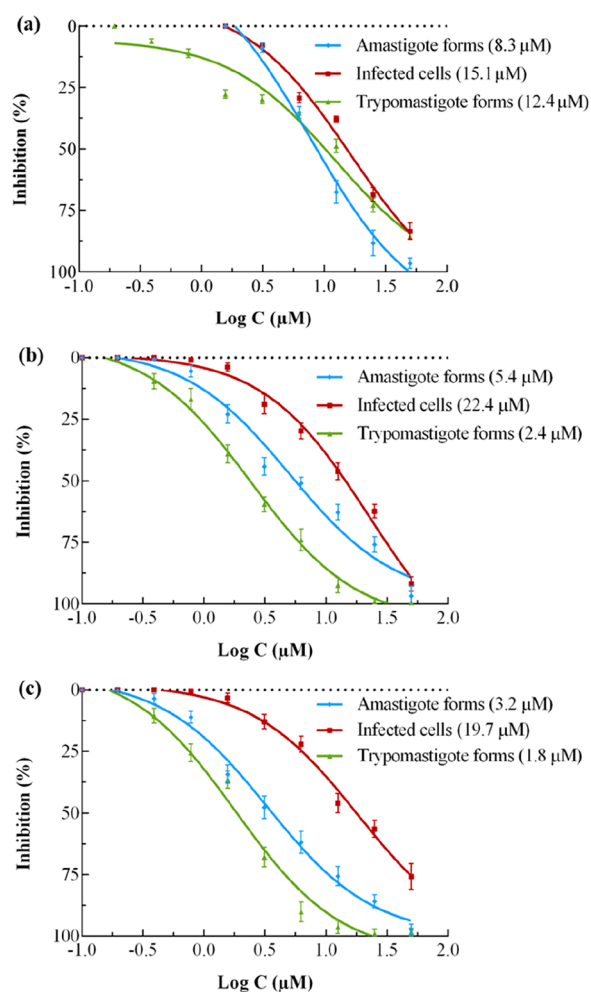 (a)
0
25
50
75
100
Inhibition (%)
-1.0 -0.5 0.0 0.5 1.0 1.5 2.0
Log C (µM)
Amastigote forms (8.3 µM)
Infected cells (15.1 µM)
Trypomastigote forms (12.4 µM)
(b)
0
25
50
75
100
Inhibition (%)
-1.0 -0.5 0.0 0.5 1.0 1.5 2.0
Log C (µM)
Amastigote forms (5.4 µM)
Infected cells (22.4 µM)
Trypomastigote forms (2.4 µM)
(c)
0
25
50
75
100
Inhibition (%)
-1.0 -0.5 0.0 0.5 1.0 1.5 2.0
Log C (µM)
Amastigote forms (3.2 µM)
Infected cells (19.7 µM)
Trypomastigote forms (1.8 µM)